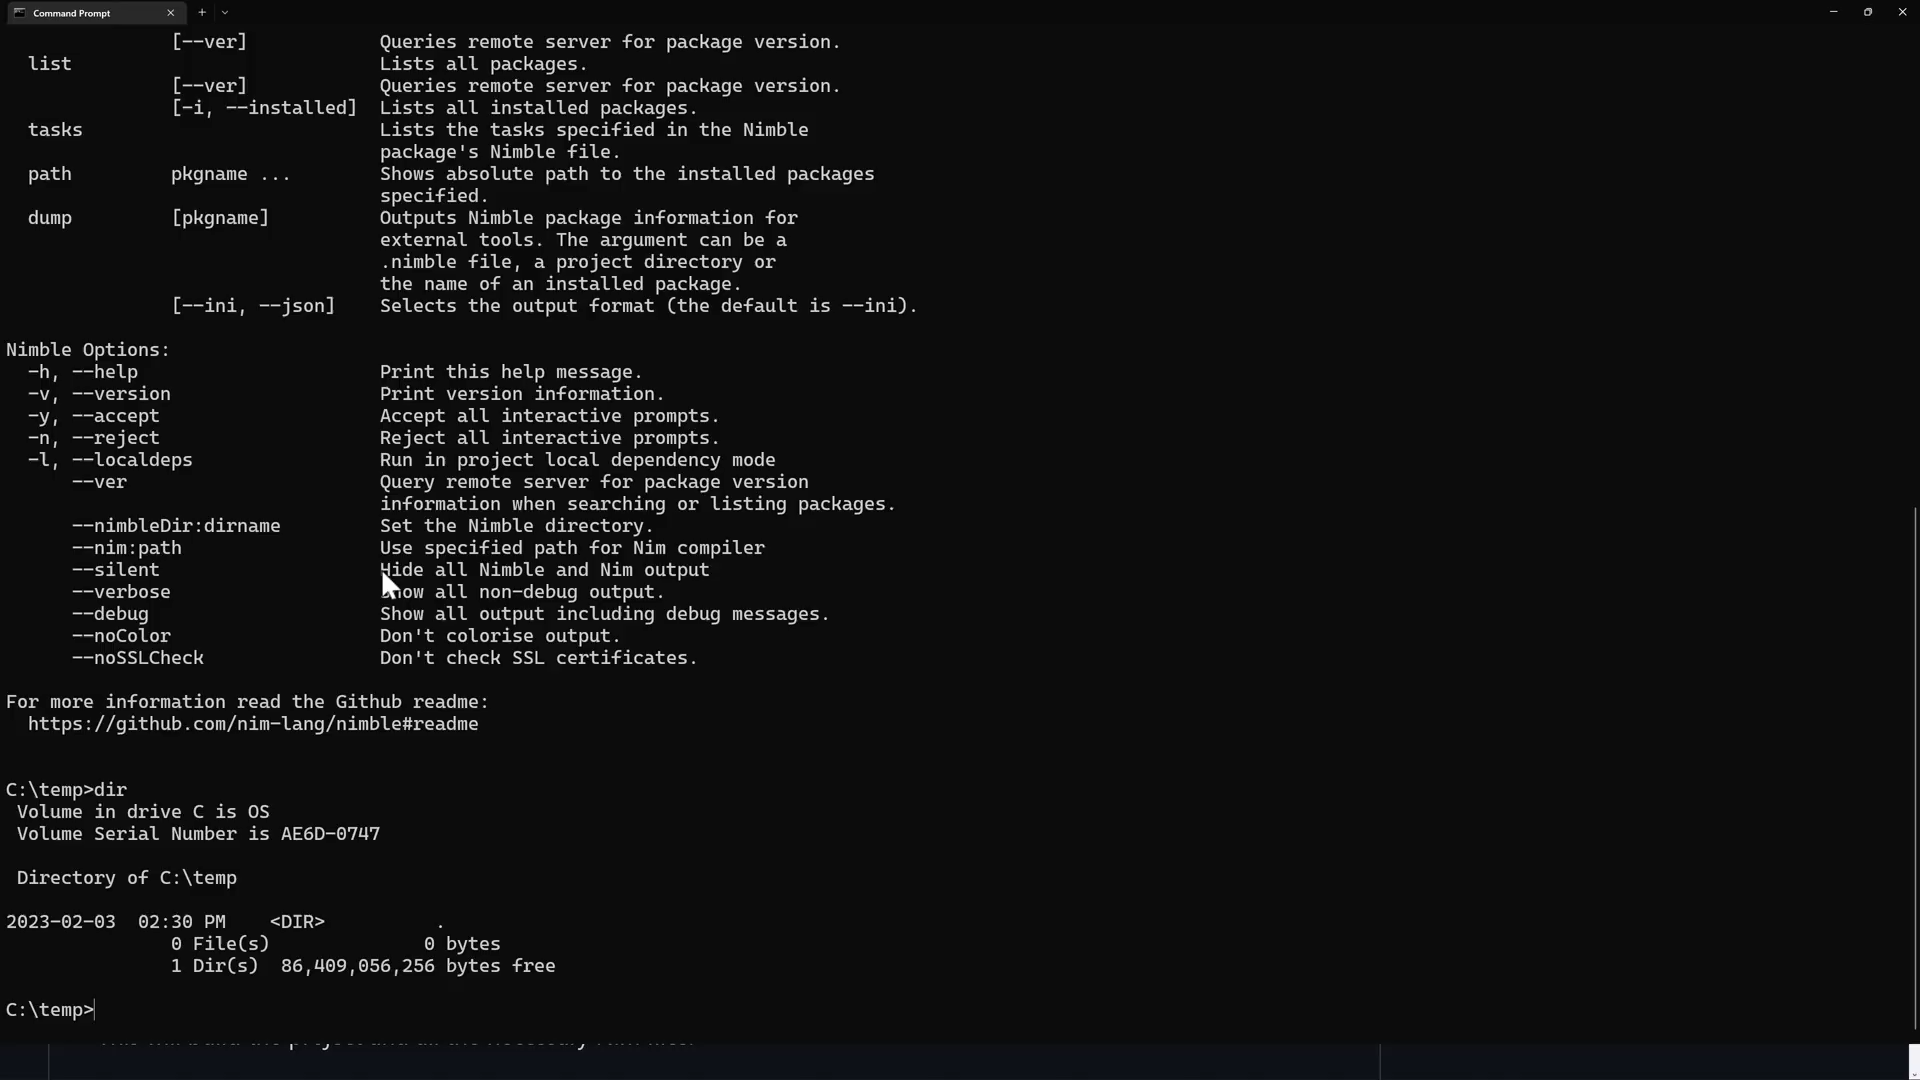 Command Prompt
[--ver] Queries remote server for package version.
list Lists all packages.
[--ver] Queries remote server for package version.
[-i, --installed] Lists all installed packages.
tasks Lists the tasks specified in the Nimble
package's Nimble file.
path pkgname ... Shows absolute path to the installed packages
specified.
dump [pkgname] Outputs Nimble package information for
external tools. The argument can be a
.nimble file, a project directory or
the name of an installed package.
[--ini, --json] Selects the output format (the default is --ini).
Nimble Options:
-h, --help Print this help message.
-v, --version Print version information.
-y, --accept Accept all interactive prompts.
-n, --reject Reject all interactive prompts.
-l, --localdeps Run in project local dependency mode
--ver Query remote server for package version
information when searching or listing packages.
--nimbleDir:dirname Set the Nimble directory.
--nim:path Use specified path for Nim compiler
--silent Hide all Nimble and Nim output
--verbose Show all non-debug output.
--debug Show all output including debug messages.
--noColor Don't colorise output.
--noSSLCheck Don't check SSL certificates.
For more information read the Github readme:
https://github.com/nim-lang/nimble#readme
C:\temp>dir
Volume in drive C is OS
Volume Serial Number is AE6D-0747
Directory of C:\temp
2023-02-03 02:30 PM <DIR> .
0 File(s) 0 bytes
1 Dir(s) 86,409,056,256 bytes free
C:\temp>